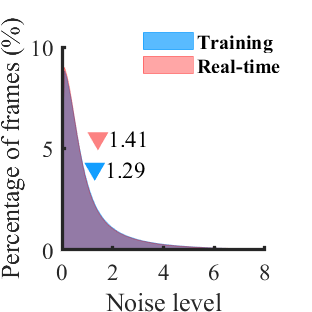 Training
Real-time
Percentage of frames (%)
10
5
0
1.41
1.29
0 2 4 6 8
Noise level